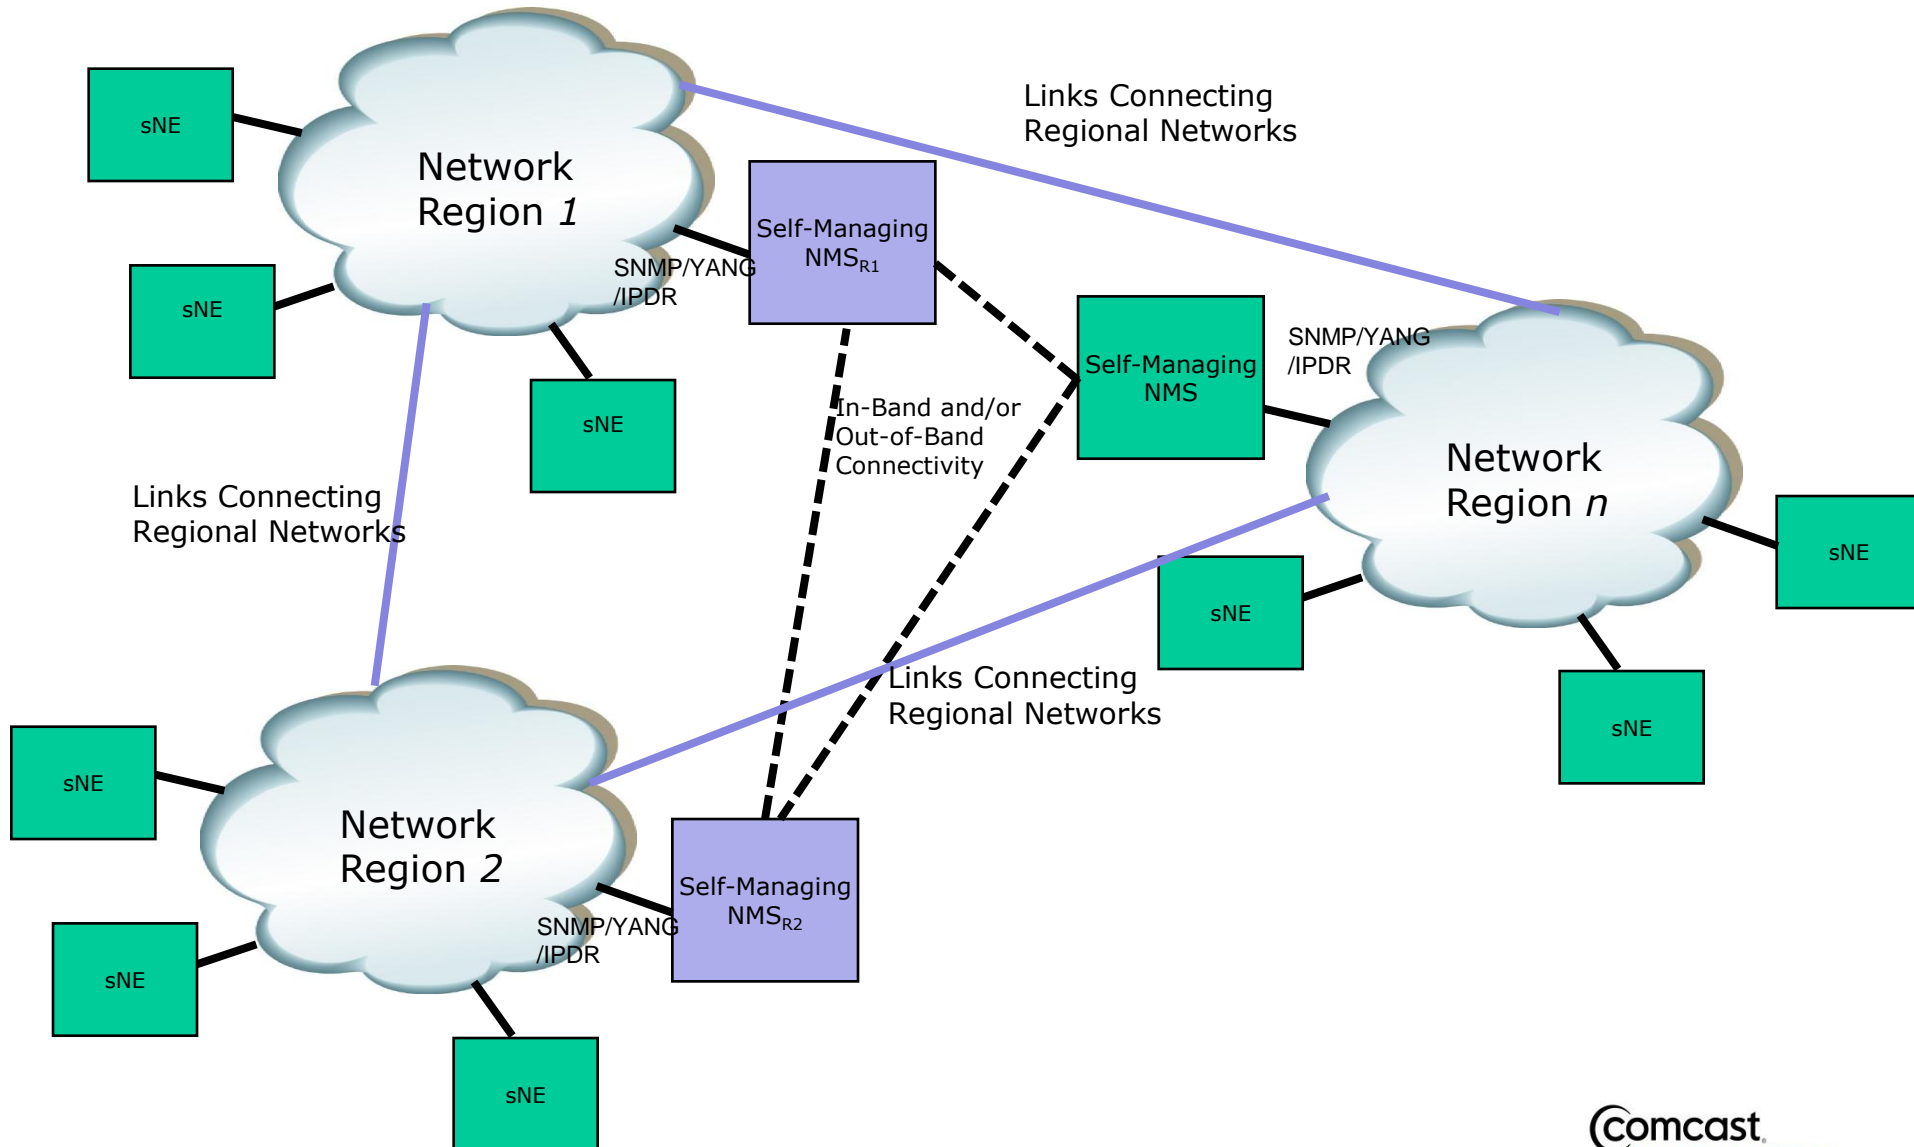 Links Connecting
Regional Networks
sNE
Network
Region 1
Self-Managing
NMSR1
SNMP/YANG
/IPDR
sNE
sNE
SNMP/YANG
/IPDR
Self-Managing
NMS
In-Band and/or
Out-of-Band
Connectivity
Network
Region n
Links Connecting
Regional Networks
sNE
sNE
sNE
Links Connecting
Regional Networks
sNE
Network
Region 2
Self-Managing
NMSR2
SNMP/YANG
/IPDR
sNE
sNE
comcast.